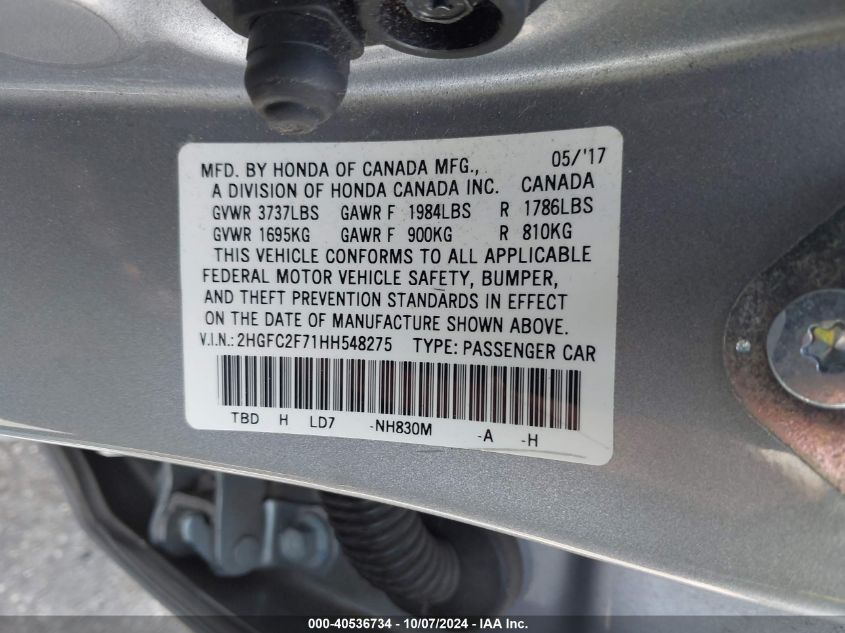 MFD. BY HONDA OF CANADA MFG., 05/'17
A DIVISION OF HONDA CANADA INC. CANADA
GVWR 3737LBS GAWR F 1984LBS R 1786LBS
GVWR 1695KG GAWR F 900KG R 810KG
THIS VEHICLE CONFORMS TO ALL APPLICABLE
FEDERAL MOTOR VEHICLE SAFETY, BUMPER,
AND THEFT PREVENTION STANDARDS IN EFFECT
ON THE DATE OF MANUFACTURE SHOWN ABOVE.
V.I.N.: 2HGFC2F71HH548275 TYPE: PASSENGER CAR
TBD H LD7 -NH830M -A -H
000-40536734 - 10/07/2024 - IAA Inc.